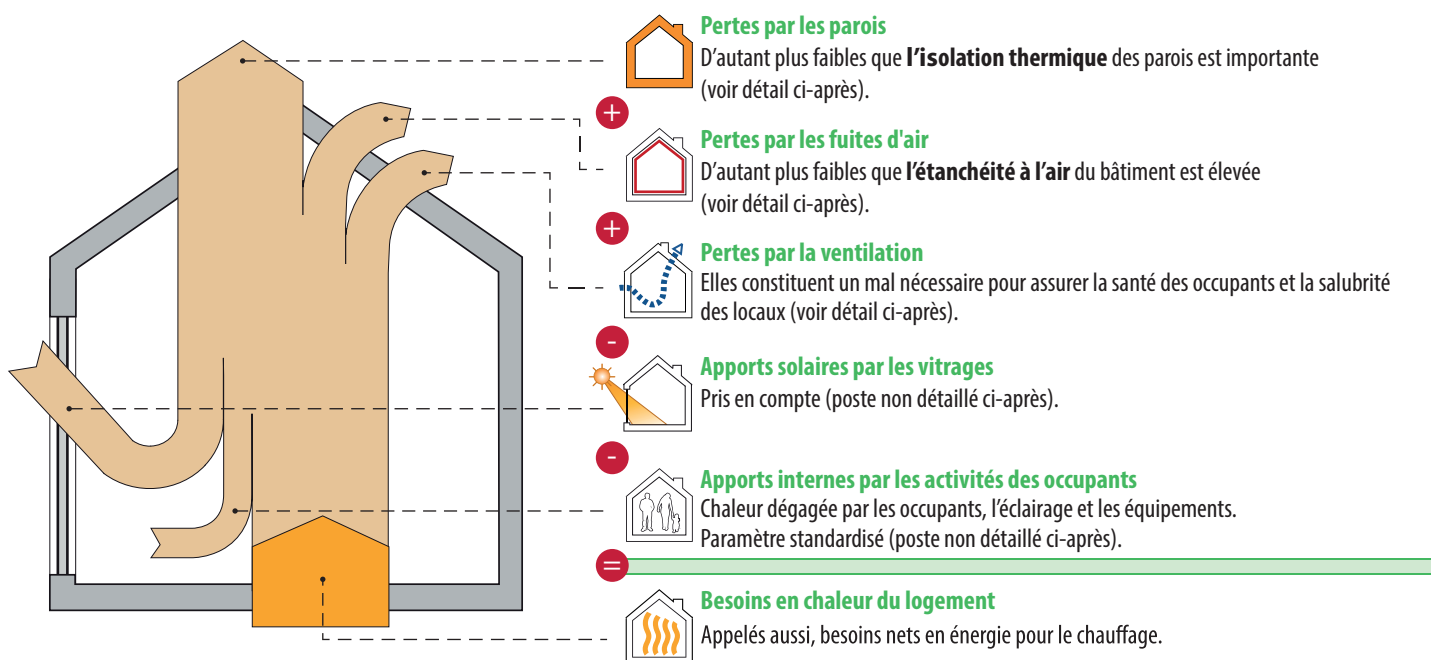 Pertes par les parois
D'autant plus faibles que l'isolation thermique des parois est importante
(voir détail ci-après).
+
Pertes par les fuites d'air
D'autant plus faibles que l'étanchéité à l'air du bâtiment est élevée
(voir détail ci-après).
+
Pertes par la ventilation
Elles constituent un mal nécessaire pour assurer la santé des occupants et la salubrité
des locaux (voir détail ci-après).
-
Apports solaires par les vitrages
Pris en compte (poste non détaillé ci-après).
-
Apports internes par les activités des occupants
Chaleur dégagée par les occupants, l'éclairage et les équipements.
Paramètre standardisé (poste non détaillé ci-après).
=
Besoins en chaleur du logement
Appelés aussi, besoins nets en énergie pour le chauffage.